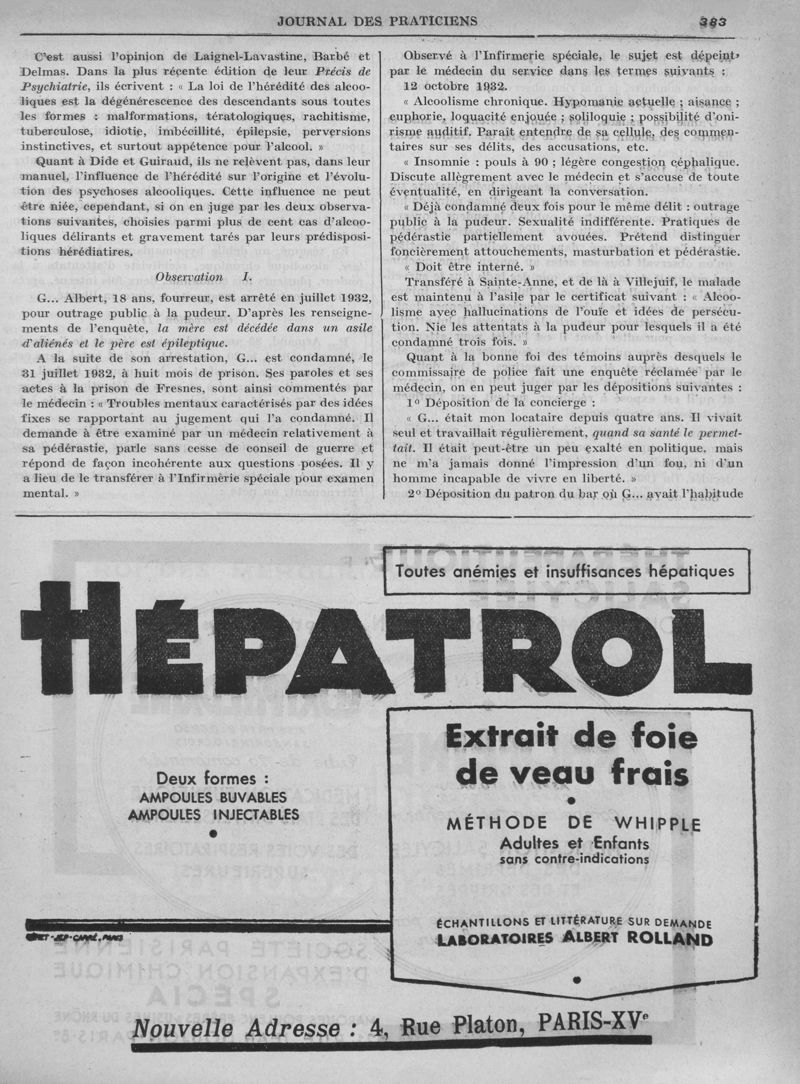 JOURNAL DES PRATICIENS 383
C'est aussi l'opinion de Laignel-Lavastine, Barbé et
Delmas. Dans la plus récente édition de leur Précis de
Psychiatrie, ils écrivent : « La loi de l'hérédité des alcoo-
liques est la dégénérescence des descendants sous toutes
les formes : malformations, tératologiques, rachitisme,
tuberculose, idiotie, imbécillité, épilepsie, perversions
instinctives, et surtout appétence pour l'alcool. »
Quant à Dide et Guiraud, ils ne relèvent pas, dans leur
manuel, l'influence de l'hérédité sur l'origine et l'évolu-
tion des psychoses alcooliques. Cette influence ne peut
être niée, cependant, si on en juge par les deux observa-
tions suivantes, choisies parmi plus de cent cas d'alcoo-
liques délirants et gravement tarés par leurs prédisposi-
tions hérédiatires.
Observation I.
G... Albert, 18 ans, fourreur, est arrêté en juillet 1932,
pour outrage public à la pudeur. D'après les renseigne-
ments de l'enquête, la mère est décédée dans un asile
d'aliénés et le père est épileptique.
A la suite de son arrestation, G... est condamné, le
31 juillet 1932, à huit mois de prison. Ses paroles et ses
actes à la prison de Fresnes, sont ainsi commentés par
le médecin : « Troubles mentaux caractérisés par des idées
fixes se rapportant au jugement qui l'a condamné. Il
demande à être examiné par un médecin relativement à
sa pédérastie, parle sans cesse de conseil de guerre et
répond de façon incohérente aux questions posées. Il y
a lieu de le transférer à l'Infirmèrie spéciale pour examen
mental. »
Observé à l'Infirmerie spéciale, le sujet est dépeint
par le médecin du service dans les termes suivants :
12 octobre 1932.
« Alcoolisme chronique. Hypomanie actuelle ; aisance ;
euphorie, loquacité enjouée ; soliloquie ; possibilité d'oni-
risme auditif. Paraît entendre de sa cellule, des commen-
taires sur ses délits, des accusations, etc.
« Insomnie : pouls à 90 ; légère congestion céphalique.
Discute allègrement avec le médecin et s'accuse de toute
éventualité, en dirigeant la conversation.
« Déjà condamné deux fois pour le même délit : outrage
public à la pudeur. Sexualité indifférente. Pratiques de
pédérastie partiellement avouées. Prétend distinguer
foncièrement attouchements, masturbation et pédérastie.
« Doit être interné. »
Transféré à Sainte-Anne, et de là à Villejuif, le malade
est maintenu à l'asile par le certificat suivant : « Alcoo-
lisme avec hallucinations de l'ouïe et idées de persécu-
tion. Nie les attentats à la pudeur pour lesquels il a été
condamné trois fois. »
Quant à la bonne foi des témoins auprès desquels le
commissaire de police fait une enquête réclamée par le
médecin, on en peut juger par les dépositions suivantes :
1º Déposition de la concierge :
« G... était mon locataire depuis quatre ans. Il vivait
seul et travaillait régulièrement, quand sa santé le permet-
tait. Il était peut-être un peu exalté en politique, mais
ne m'a jamais donné l'impression d'un fou, ni d'un
homme incapable de vivre en liberté. »
2º Déposition du patron du bar où G... avait l'habitude
Toutes anémies et insuffisances hépatiques
HÉPATROL
Extrait de foie
de veau frais
Deux formes :
AMPOULES BUVABLES
AMPOULES INJECTABLES
MÉTHODE DE WHIPPLE
Adultes et Enfants
sans contre-indications
ÉCHANTILLONS ET LITTÉRATURE SUR DEMANDE
LABORATOIRES ALBERT ROLLAND
Nouvelle Adresse : 4, Rue Platon, PARIS-XVe